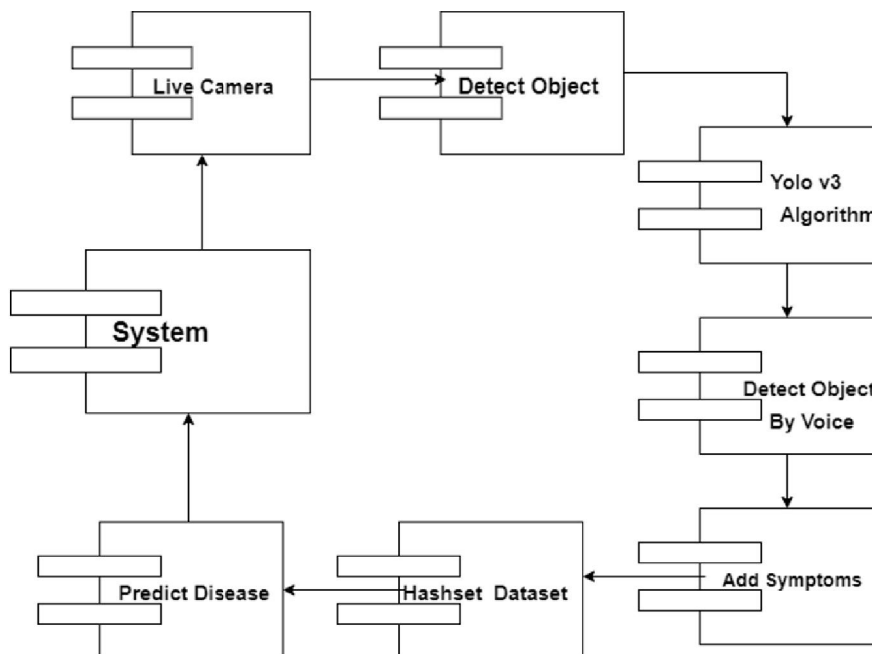 Live Camera
Detect Object
Yolo v3
Algorithm
System
Detect Object
By Voice
Predict Disease
Hashset Dataset
Add Symptoms